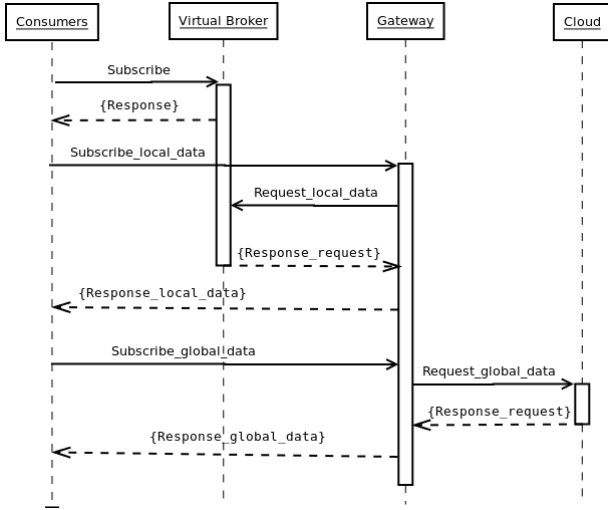 Consumers
Virtual Broker
Gateway
Cloud
Subscribe
{Response}
Subscribe_local_data
Request_local_data
{Response_request}
{Response_local_data}
Subscribe_global_data
Request_global_data
{Response_request}
{Response_global_data}